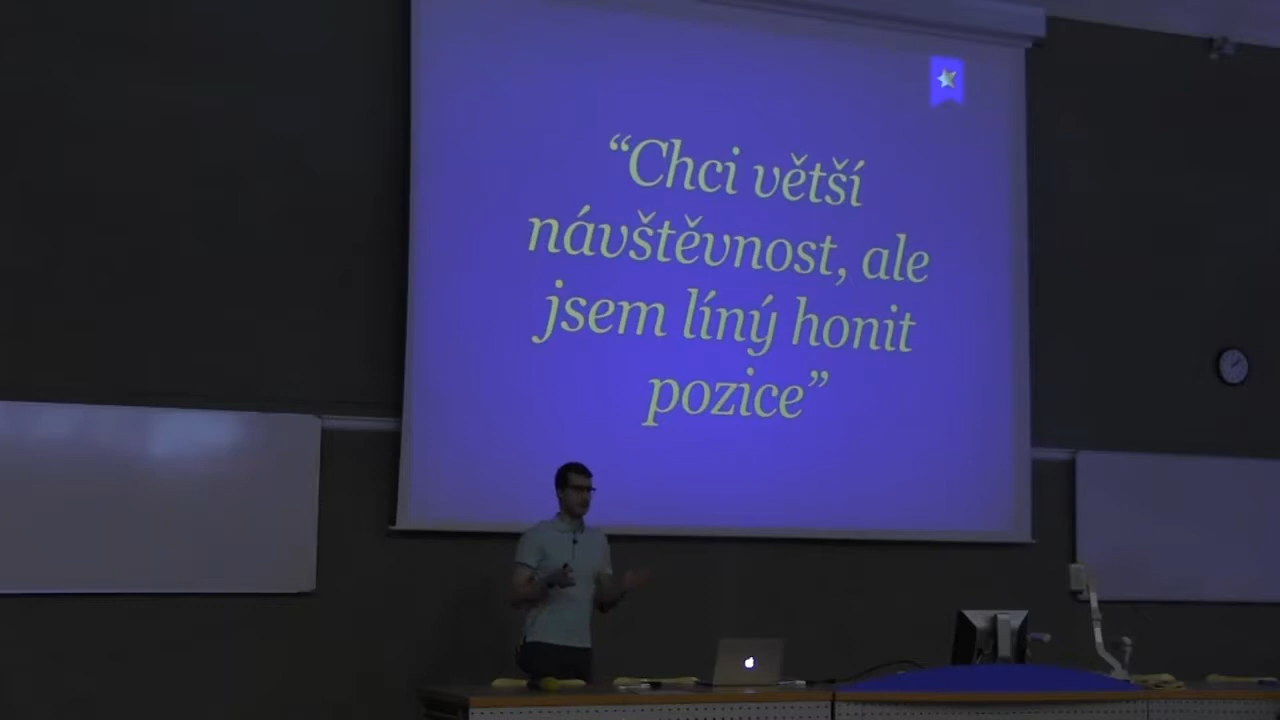 “Chci větší
návštěvnost, ale
jsem líný honit
pozice”